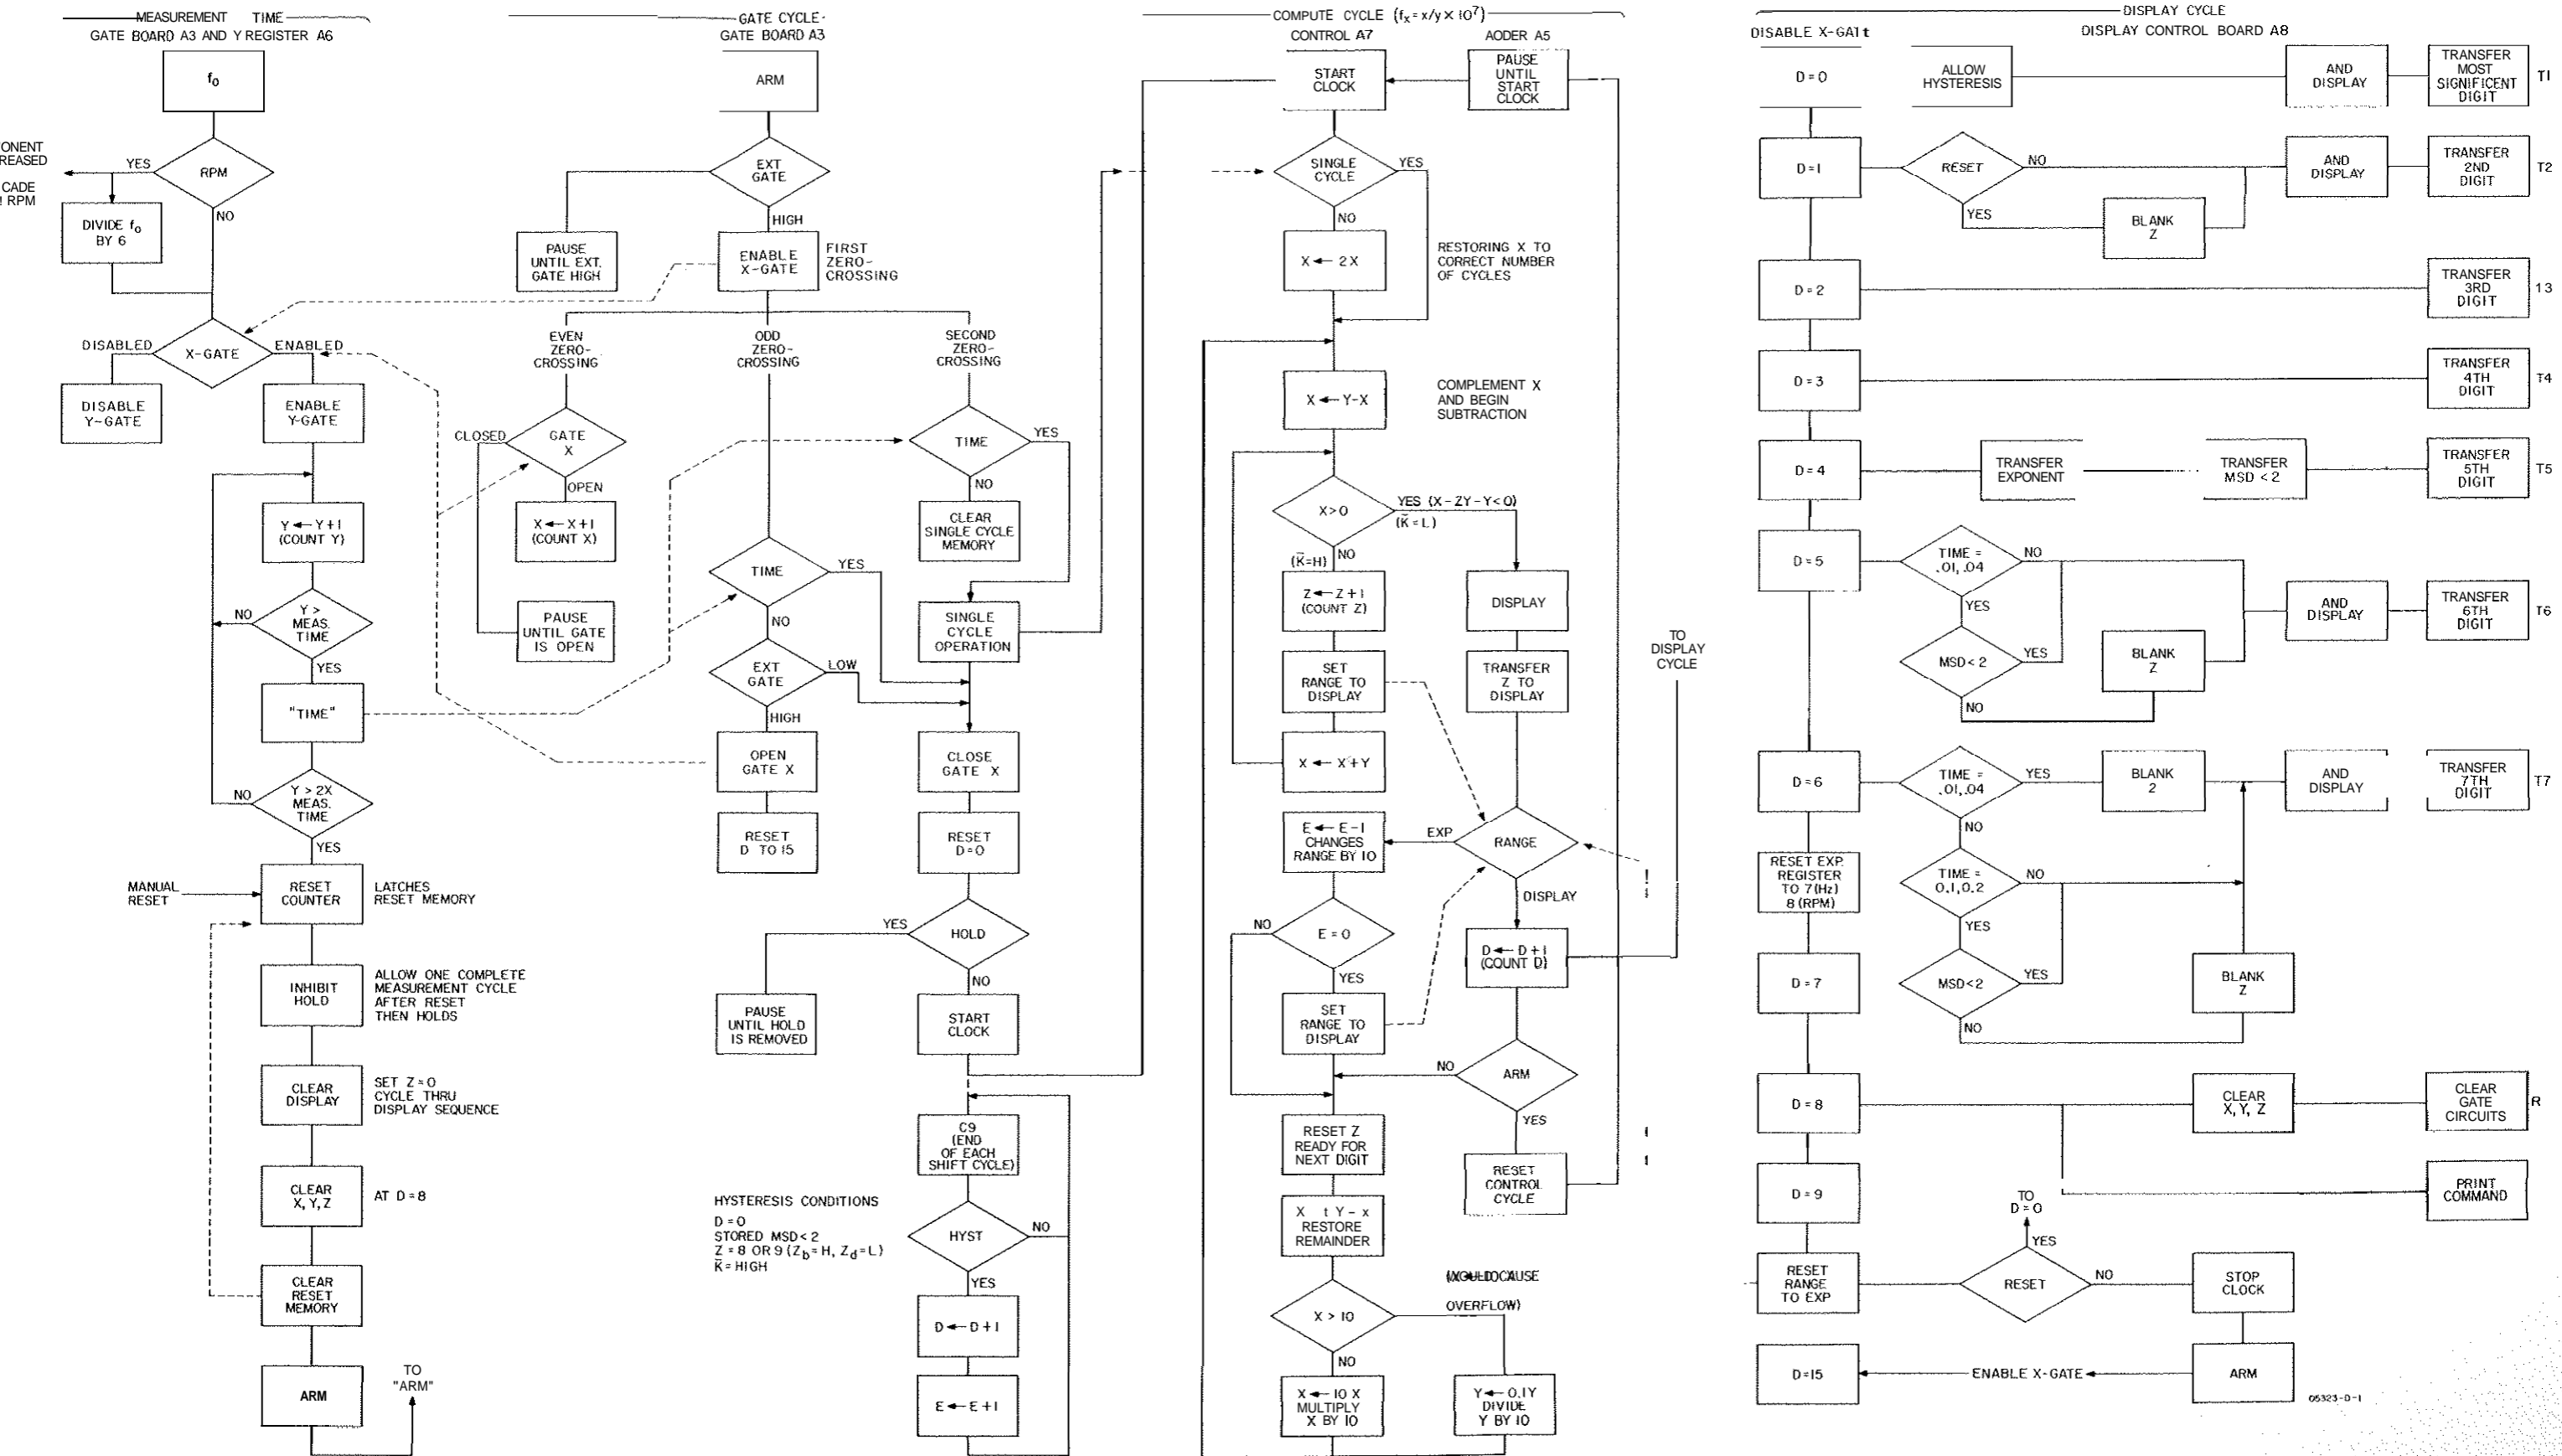 MEASUREMENT TIME
GATE BOARD A3 AND Y REGISTER A6
f₀
RPM
YES
NO
ONENT
REASED
CADE
RPM
DIVIDE f₀
BY 6
X-GATE
DISABLED
ENABLED
DISABLE
Y-GATE
ENABLE
Y-GATE
Y ← Y+1
(COUNT Y)
Y >
MEAS.
TIME
NO
YES
"TIME"
Y > 2X
MEAS.
TIME
NO
YES
MANUAL
RESET
RESET
COUNTER
LATCHES
RESET MEMORY
INHIBIT
HOLD
ALLOW ONE COMPLETE
MEASUREMENT CYCLE
AFTER RESET
THEN HOLDS
CLEAR
DISPLAY
SET Z=0
CYCLE THRU
DISPLAY SEQUENCE
CLEAR
X, Y, Z
AT D=8
CLEAR
RESET
MEMORY
ARM
TO
"ARM"
GATE CYCLE
GATE BOARD A3
ARM
EXT
GATE
HIGH
PAUSE
UNTIL EXT.
GATE HIGH
ENABLE
X-GATE
FIRST
ZERO-
CROSSING
EVEN
ZERO-
CROSSING
ODD
ZERO-
CROSSING
SECOND
ZERO-
CROSSING
GATE
X
CLOSED
OPEN
X ← X+1
(COUNT X)
PAUSE
UNTIL GATE
IS OPEN
TIME
YES
NO
CLEAR
SINGLE CYCLE
MEMORY
TIME
YES
NO
SINGLE
CYCLE
OPERATION
EXT
GATE
LOW
HIGH
OPEN
GATE X
CLOSE
GATE X
RESET
D TO 15
RESET
D=0
HOLD
YES
NO
PAUSE
UNTIL HOLD
IS REMOVED
START
CLOCK
C9
(END
OF EACH
SHIFT CYCLE)
HYSTERESIS CONDITIONS
D=0
STORED MSD<2
Z = 8 OR 9 (Z_b=H, Z_d=L)
K̄=HIGH
HYST
NO
YES
D ← D+1
E ← E+1
COMPUTE CYCLE (fₓ=x/y×10⁷)
CONTROL A7
AODER A5
START
CLOCK
PAUSE
UNTIL
START
CLOCK
SINGLE
CYCLE
YES
NO
X ← 2X
RESTORING X TO
CORRECT NUMBER
OF CYCLES
X ← Y-X
COMPLEMENT X
AND BEGIN
SUBTRACTION
X>0
YES (X-ZY-Y<0)
(K̄=L)
NO
(K̄=H)
Z ← Z+1
(COUNT Z)
DISPLAY
SET
RANGE TO
DISPLAY
TRANSFER
Z TO
DISPLAY
X ← X+Y
TO
DISPLAY
CYCLE
E ← E-1
CHANGES
RANGE BY 10
EXP
RANGE
DISPLAY
E=0
NO
YES
D ← D+1
(COUNT D)
SET
RANGE TO
DISPLAY
ARM
NO
YES
RESET Z
READY FOR
NEXT DIGIT
RESET
CONTROL
CYCLE
X t Y - x
RESTORE
REMAINDER
X > 10
OVERFLOW)
NO
X ← 10 X
MULTIPLY
X BY 10
Y ← 0.1Y
DIVIDE
Y BY 10
DISPLAY CYCLE
DISABLE X-GAIt
DISPLAY CONTROL BOARD A8
D=0
ALLOW
HYSTERESIS
AND
DISPLAY
TRANSFER
MOST
SIGNIFICENT
DIGIT
T1
D=1
RESET
NO
YES
BLANK
Z
AND
DISPLAY
TRANSFER
2ND
DIGIT
T2
D=2
TRANSFER
3RD
DIGIT
13
D=3
TRANSFER
4TH
DIGIT
T4
D=4
TRANSFER
EXPONENT
TRANSFER
MSD < 2
TRANSFER
5TH
DIGIT
T5
D=5
TIME =
.01, .04
NO
YES
MSD<2
YES
NO
BLANK
Z
AND
DISPLAY
TRANSFER
6TH
DIGIT
T6
D=6
TIME =
.01, .04
YES
NO
BLANK
2
AND
DISPLAY
TRANSFER
7TH
DIGIT
T7
RESET EXP.
REGISTER
TO 7(Hz)
8 (RPM)
TIME =
0.1, 0.2
NO
YES
D=7
MSD<2
YES
NO
BLANK
Z
D=8
CLEAR
X, Y, Z
CLEAR
GATE
CIRCUITS
R
D=9
PRINT
COMMAND
TO
D=0
YES
RESET
RANGE
TO EXP
RESET
NO
STOP
CLOCK
D=15
ENABLE X-GATE
ARM
05323-D-1